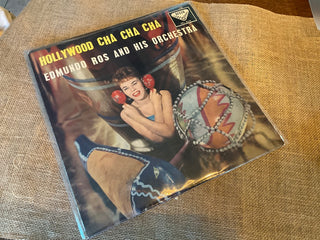 HOLLYWOOD CHA CHA CHA
EDMUNDO ROS AND HIS ORCHESTRA